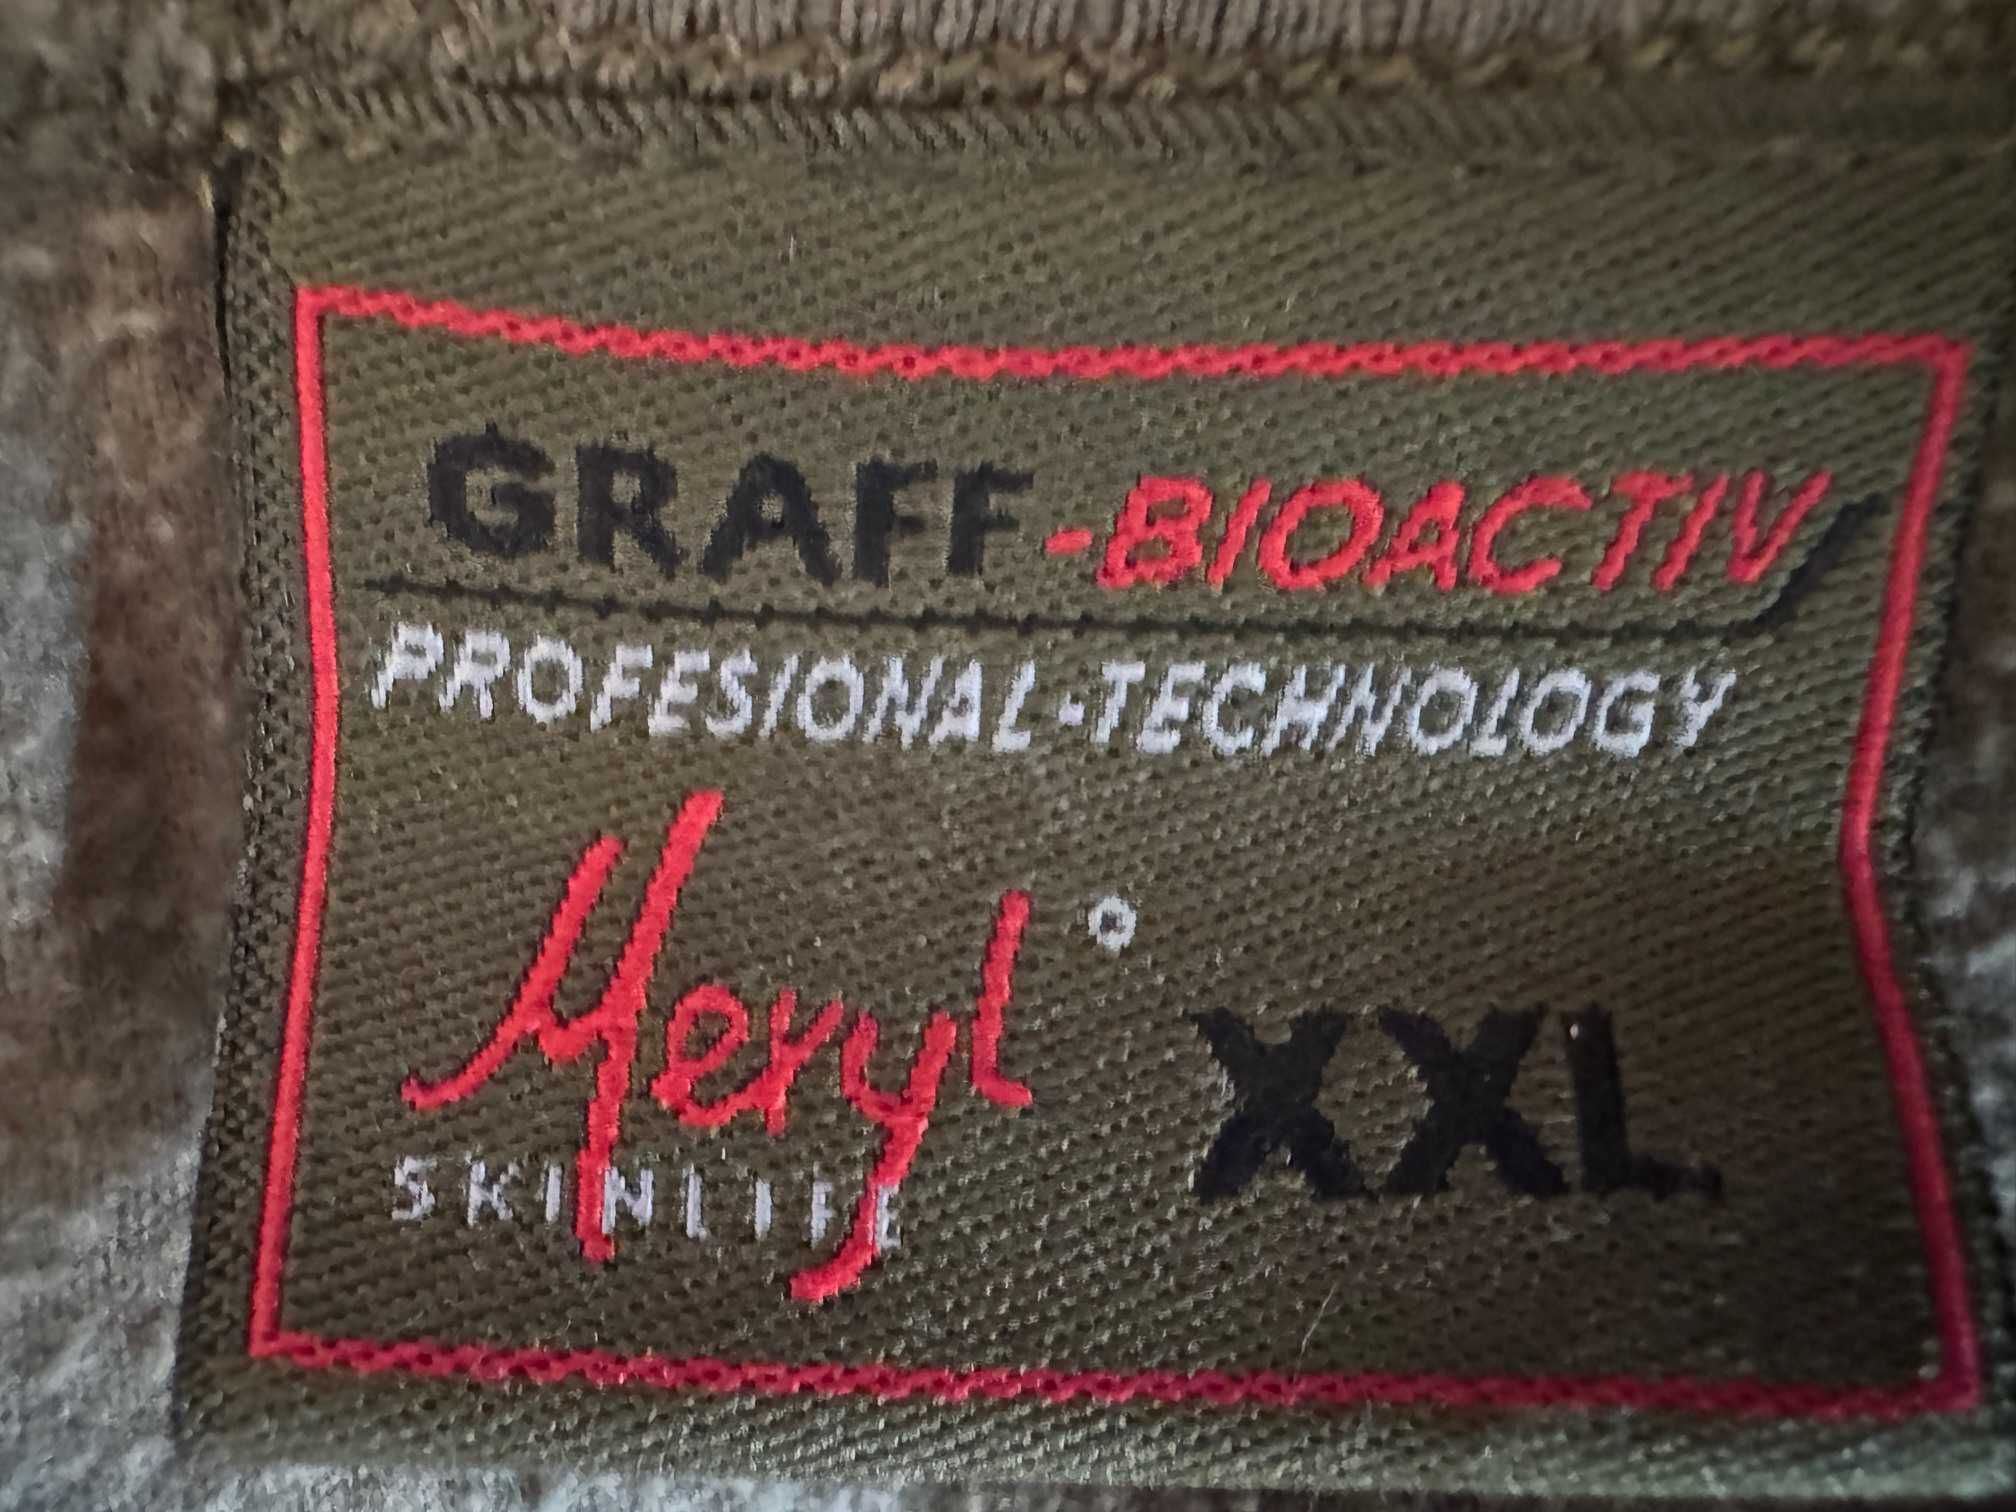 GRAFF-BIOACTIV
PROFESIONAL-TECHNOLOGY
Meryl°
XXL
SKINLIFE